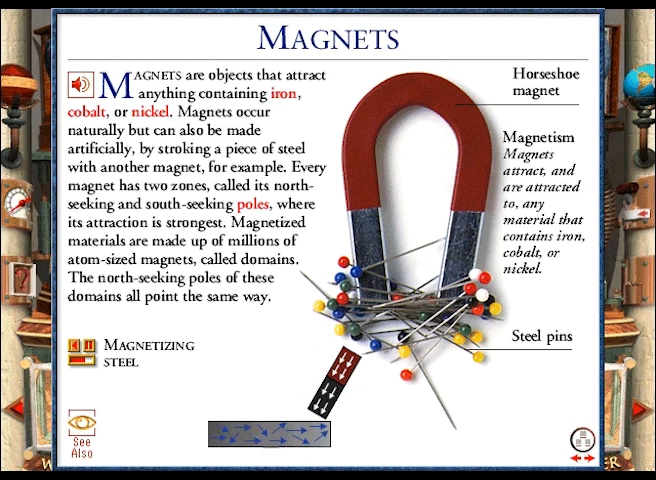 MAGNETS
MAGNETS are objects that attract
anything containing iron,
cobalt, or nickel. Magnets occur
naturally but can also be made
artificially, by stroking a piece of steel
with another magnet, for example. Every
magnet has two zones, called its north-
seeking and south-seeking poles, where
its attraction is strongest. Magnetized
materials are made up of millions of
atom-sized magnets, called domains.
The north-seeking poles of these
domains all point the same way.
Horseshoe
magnet
Magnetism
Magnets
attract, and
are attracted
to, any
material that
contains iron,
cobalt, or
nickel.
Steel pins
MAGNETIZING
STEEL
See
Also